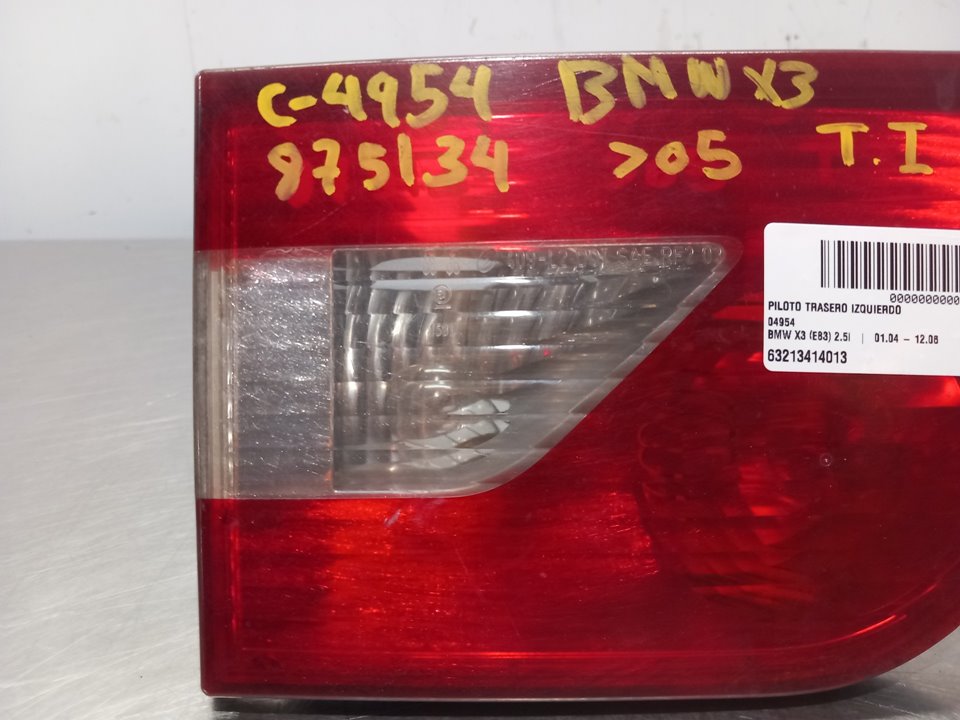 C-4954 BMW X3
975134 >05 T.I
SAE
PILOTO TRASERO IZQUIERDO
04954
BMW X3 (E83) 2.5I | 01.04 – 12.06
63213414013